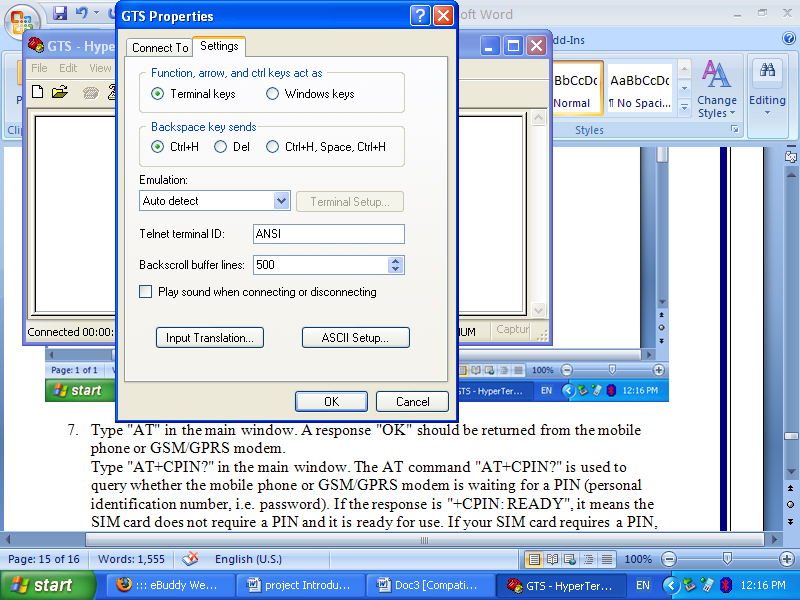 GTS Properties
oft Word
Connect To
Settings
Function, arrow, and ctrl keys act as
Terminal keys
Windows keys
Backspace key sends
Ctrl+H
Del
Ctrl+H, Space, Ctrl+H
Emulation:
Auto detect
Terminal Setup...
Telnet terminal ID:
ANSI
Backscroll buffer lines:
500
Play sound when connecting or disconnecting
Input Translation...
ASCII Setup...
OK
Cancel
GTS - Hype
File Edit View
dd-Ins
BbCcDc
Normal
AaBbCcDc
¶ No Spaci...
Change
Styles
Editing
Styles
Clip
Connected 00:00:
UM
Captur
Page: 1 of 1
100%
start
GTS - HyperTer...
EN
12:16 PM
7. Type "AT" in the main window. A response "OK" should be returned from the mobile
phone or GSM/GPRS modem.
Type "AT+CPIN?" in the main window. The AT command "AT+CPIN?" is used to
query whether the mobile phone or GSM/GPRS modem is waiting for a PIN (personal
identification number, i.e. password). If the response is "+CPIN: READY", it means the
SIM card does not require a PIN and it is ready for use. If your SIM card requires a PIN,
Page: 15 of 16
Words: 1,555
English (U.S.)
100%
start
::: eBuddy We...
project Introdu...
Doc3 [Compati...
GTS - HyperTer...
EN
12:16 PM